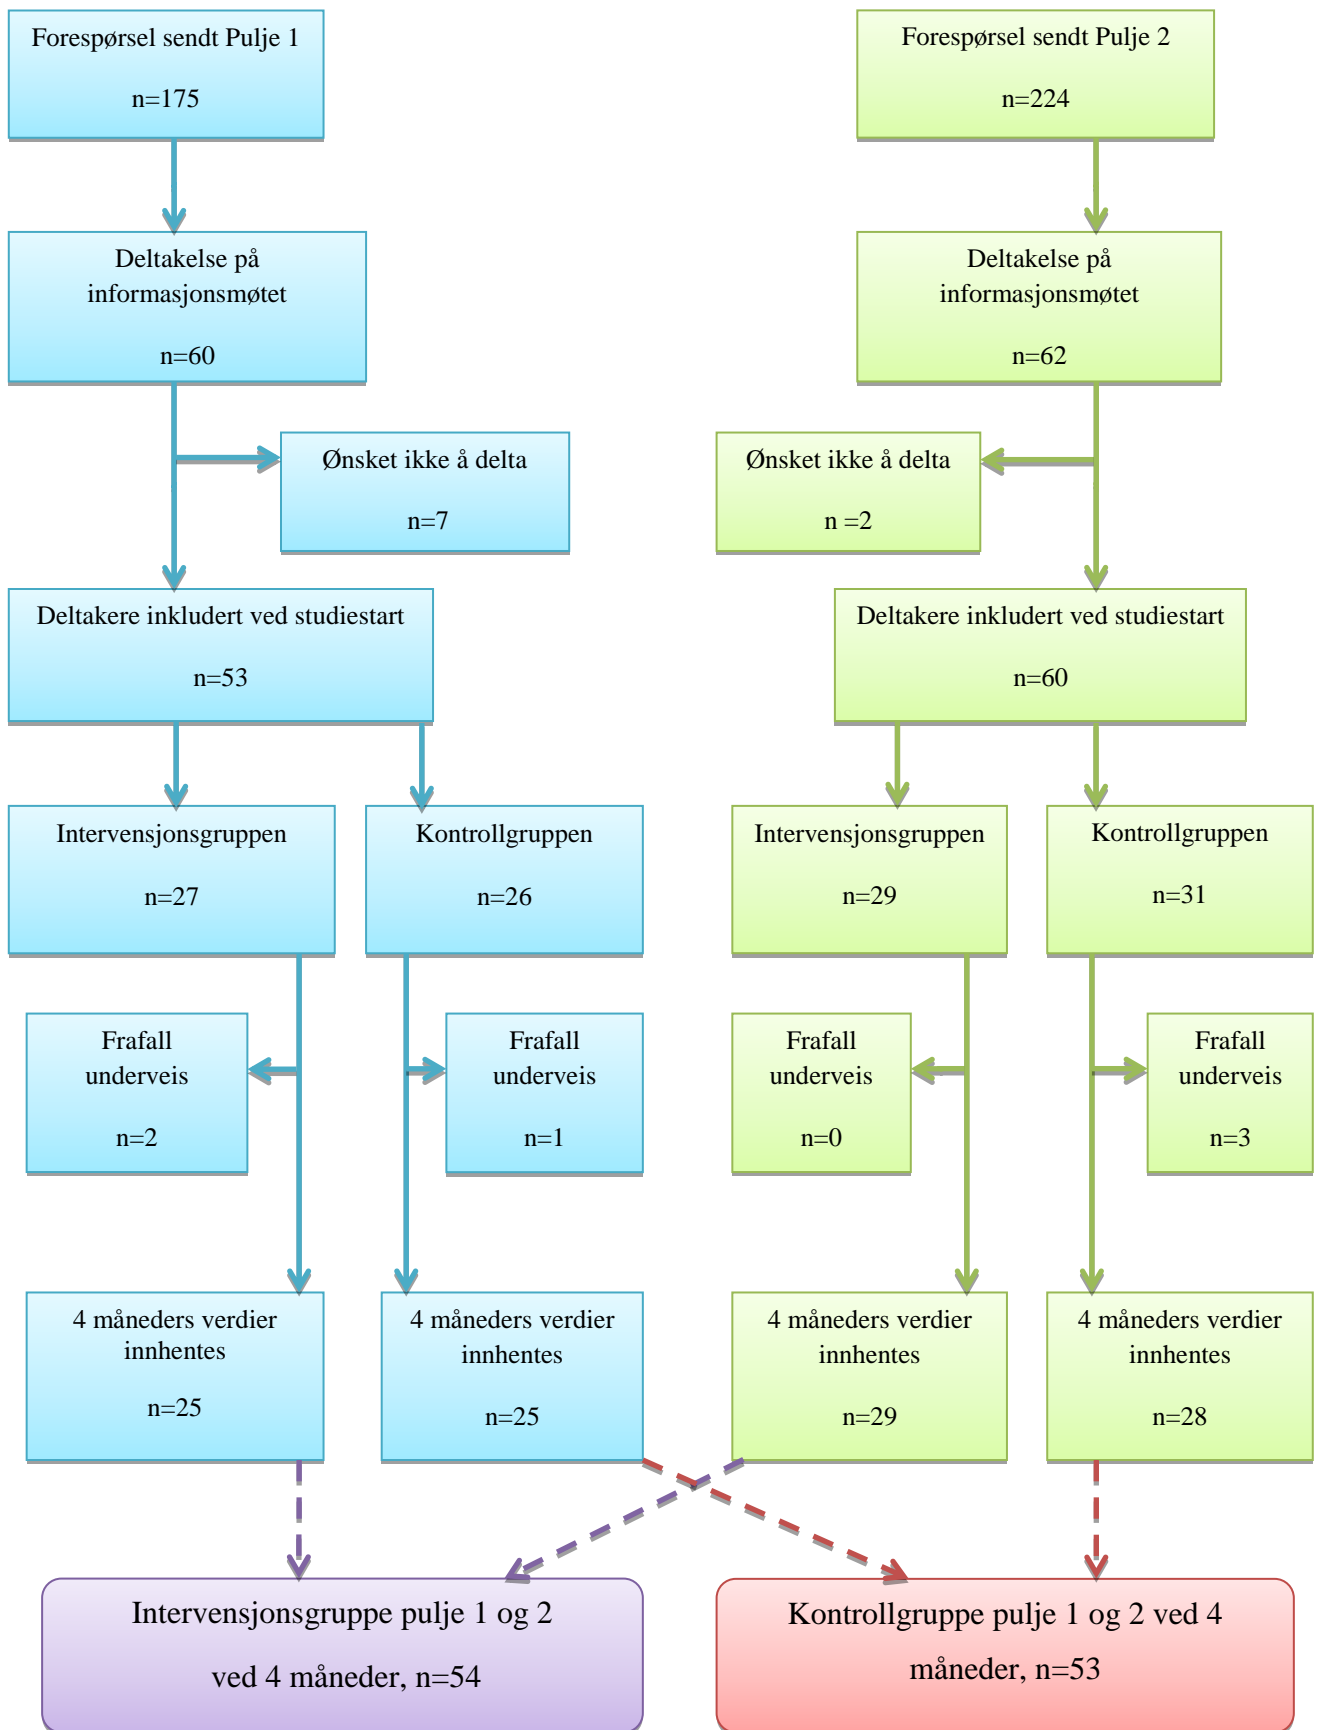 Forespørsel sendt Pulje 1
n=175
Forespørsel sendt Pulje 2
n=224
Deltakelse på
informasjonsmøtet
n=60
Deltakelse på
informasjonsmøtet
n=62
Ønsket ikke å delta
n=7
Ønsket ikke å delta
n =2
Deltakere inkludert ved studiestart
n=53
Deltakere inkludert ved studiestart
n=60
Intervensjonsgruppen
n=27
Kontrollgruppen
n=26
Intervensjonsgruppen
n=29
Kontrollgruppen
n=31
Frafall
underveis
n=2
Frafall
underveis
n=1
Frafall
underveis
n=0
Frafall
underveis
n=3
4 måneders verdier
innhentes
n=25
4 måneders verdier
innhentes
n=25
4 måneders verdier
innhentes
n=29
4 måneders verdier
innhentes
n=28
Intervensjonsgruppe pulje 1 og 2
ved 4 måneder, n=54
Kontrollgruppe pulje 1 og 2 ved 4
måneder, n=53